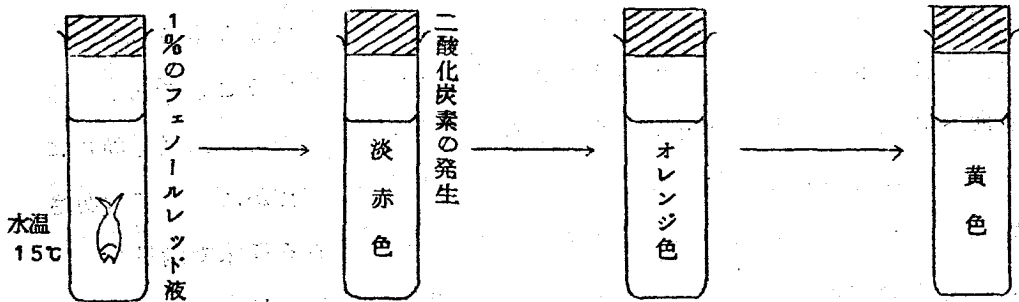 水温
15℃
1%のフェノールレッド液
淡赤色
二酸化炭素の発生
オレンジ色
黄色